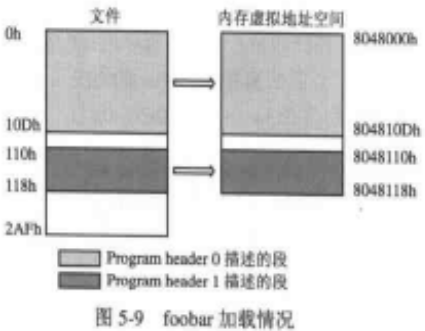 文件
内存虚拟地址空间
0h
8048000h
10Dh
804810Dh
110h
8048110h
118h
8048118h
2AFh
Program header 0 描述的段
Program header 1 描述的段
图 5-9 foobar 加载情况